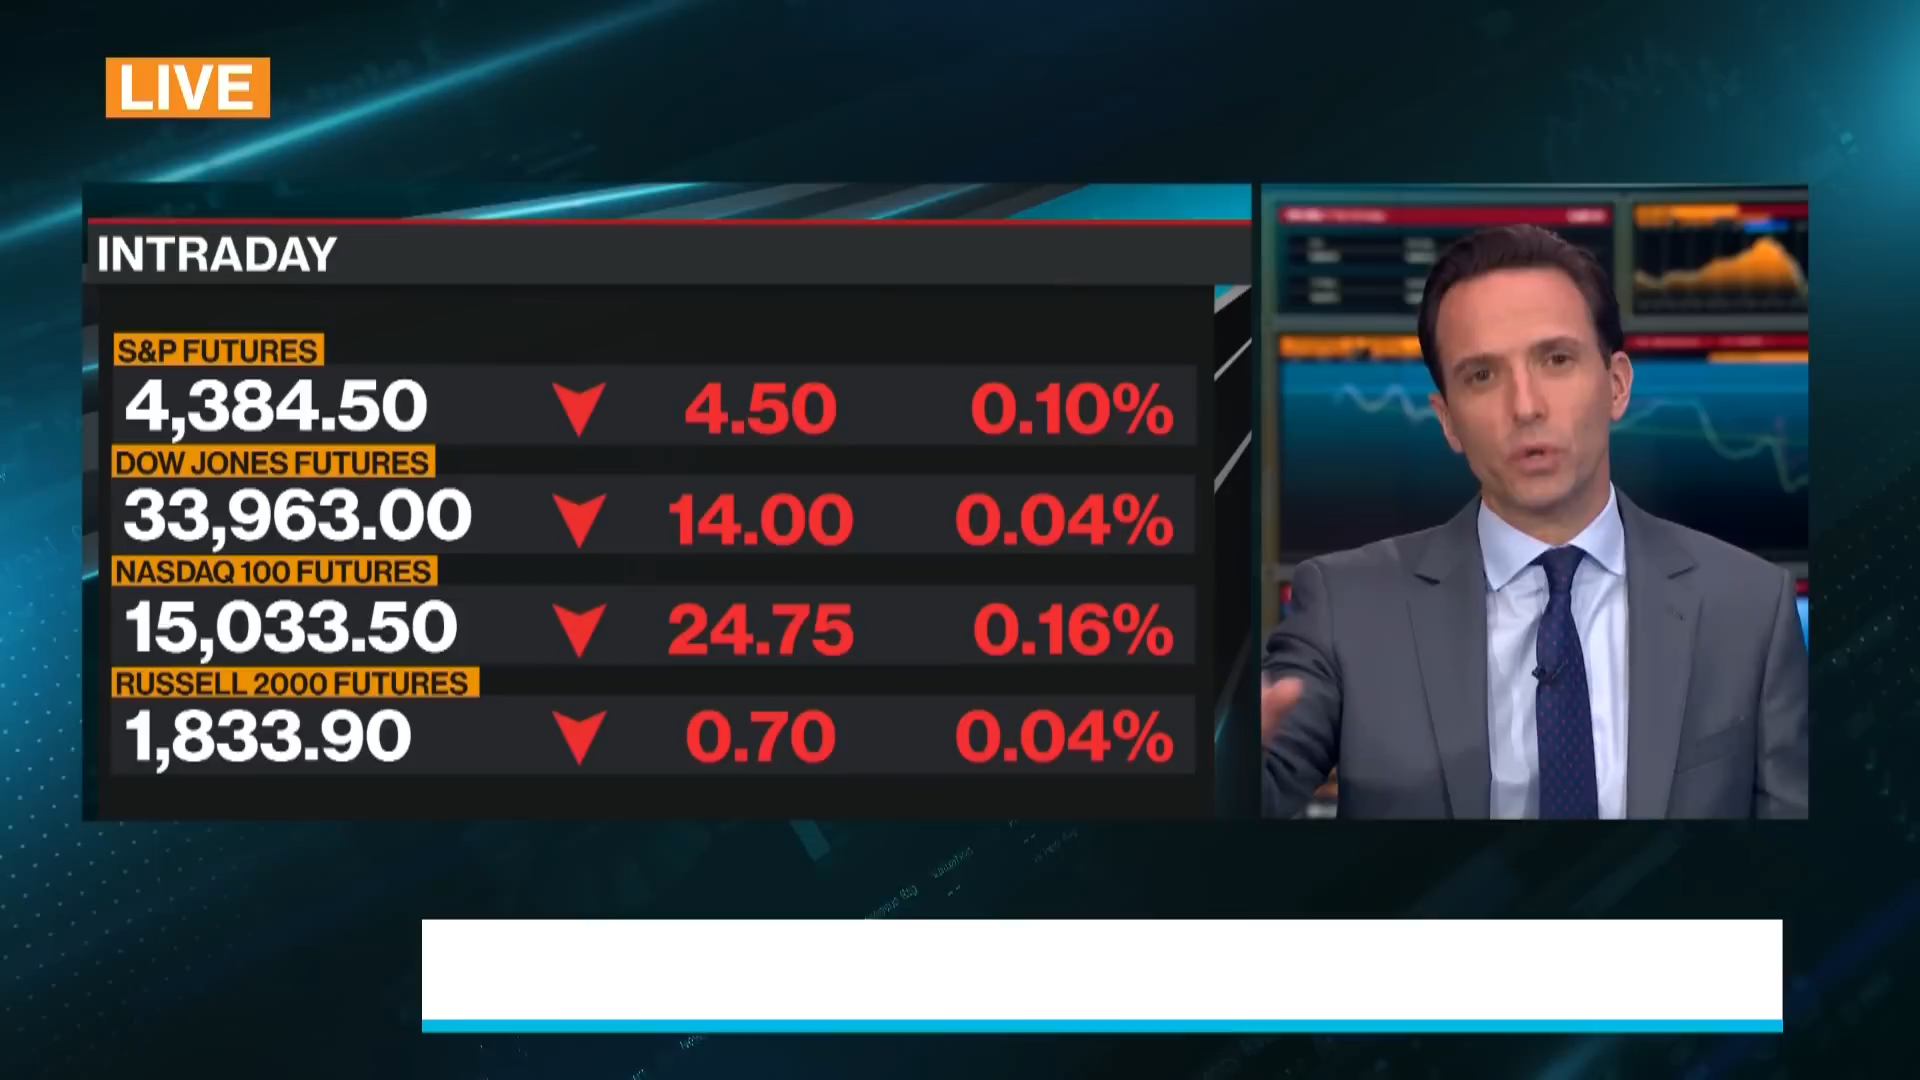 LIVE
INTRADAY
S&P FUTURES
4,384.50 4.50 0.10%
DOW JONES FUTURES
33,963.00 14.00 0.04%
NASDAQ 100 FUTURES
15,033.50 24.75 0.16%
RUSSELL 2000 FUTURES
1,833.90 0.70 0.04%